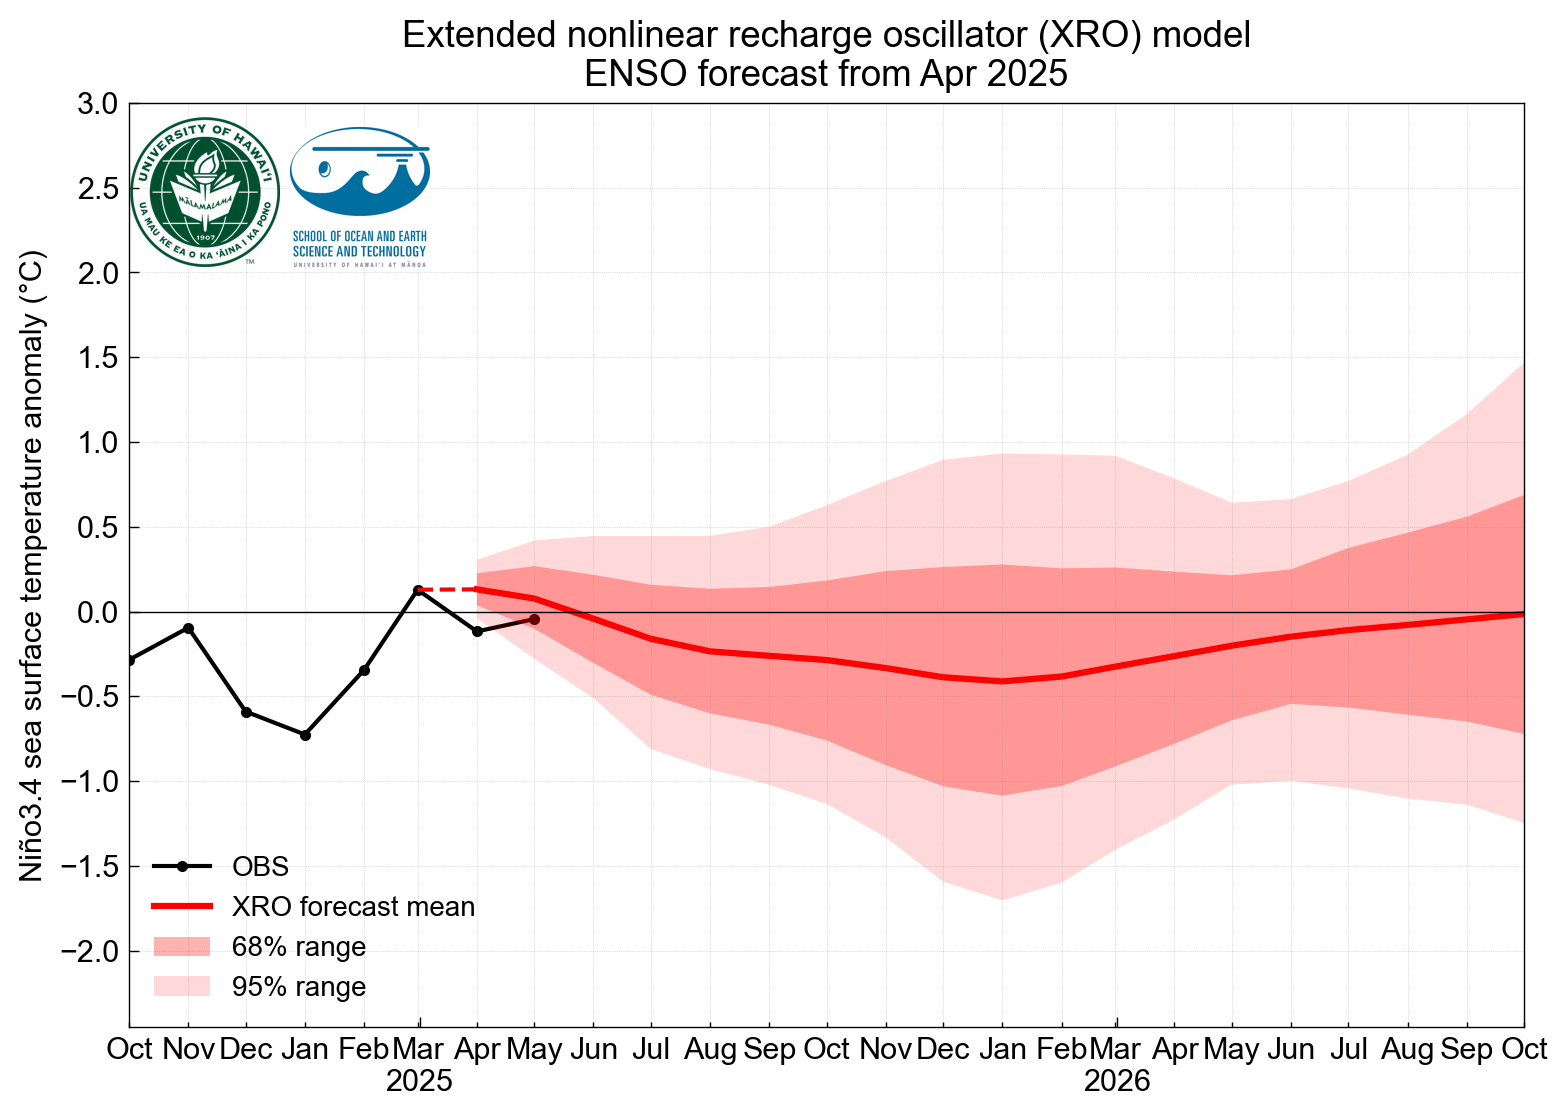 Extended nonlinear recharge oscillator (XRO) model
ENSO forecast from Apr 2025
Niño3.4 sea surface temperature anomaly (°C)
3.0
2.5
2.0
1.5
1.0
0.5
0.0
−0.5
−1.0
−1.5
−2.0
UNIVERSITY OF HAWAIʻI
MĀLAMALAMA
1907
UA MAU KE EA O KA ʻĀINA I KA PONO
TM
SCHOOL OF OCEAN AND EARTH
SCIENCE AND TECHNOLOGY
UNIVERSITY OF HAWAIʻI AT MĀNOA
OBS
XRO forecast mean
68% range
95% range
Oct Nov Dec Jan Feb Mar Apr May Jun Jul Aug Sep Oct Nov Dec Jan Feb Mar Apr May Jun Jul Aug Sep Oct
2025 2026